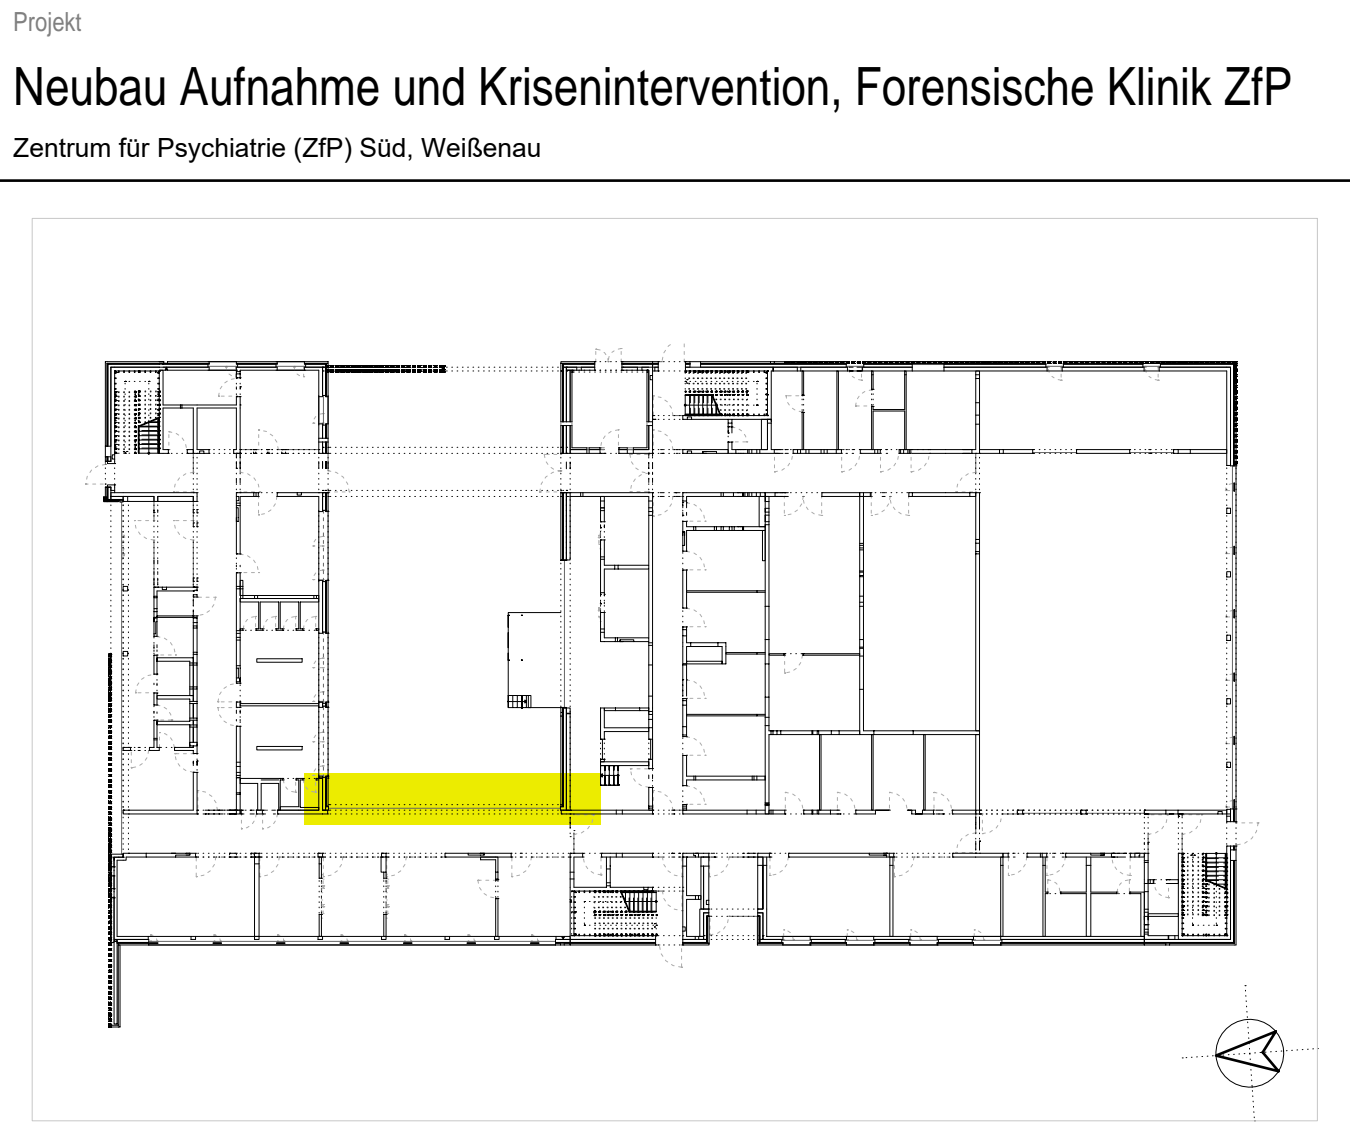 Projekt
Neubau Aufnahme und Krisenintervention, Forensische Klinik ZfP
Zentrum für Psychiatrie (ZfP) Süd, Weißenau